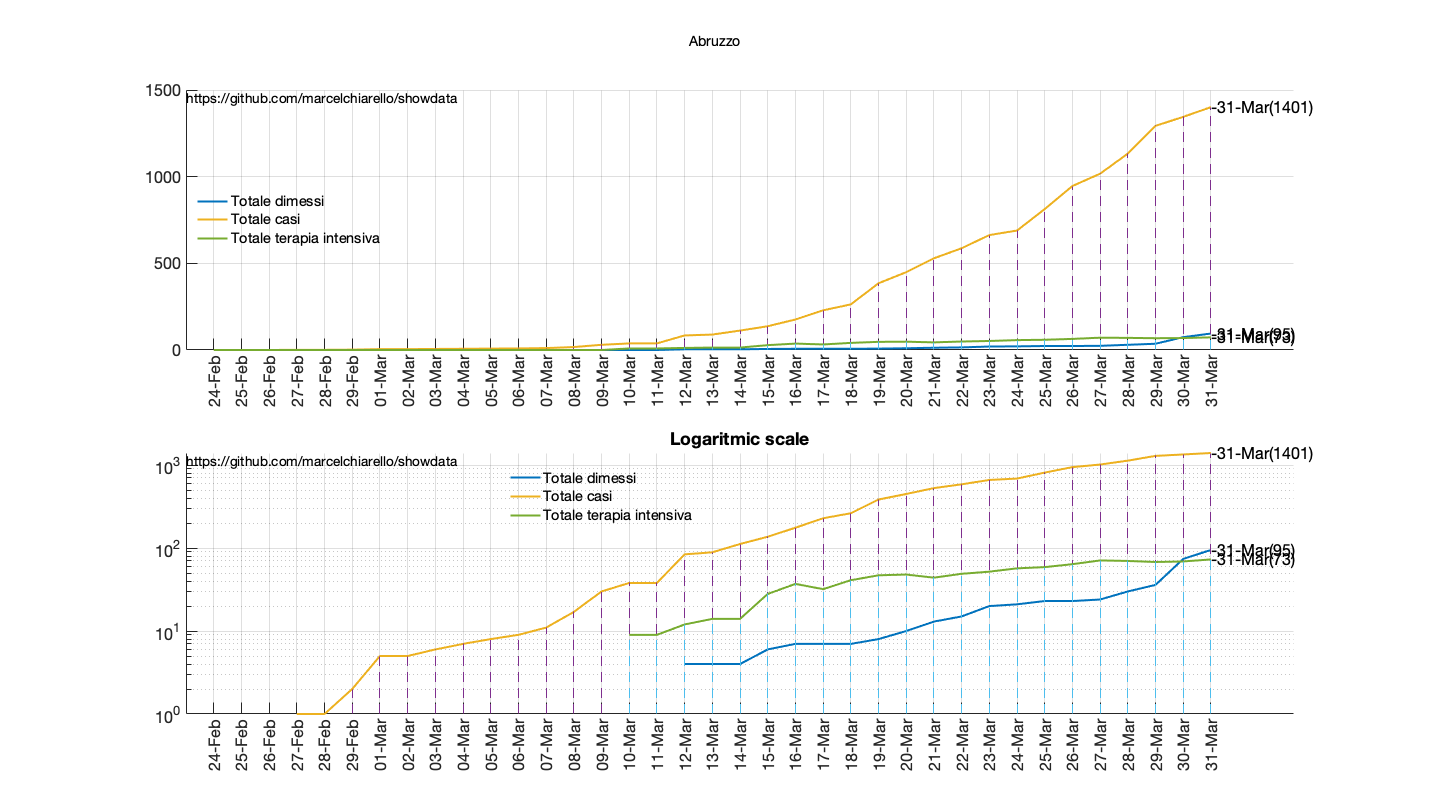 Abruzzo
1500
https://github.com/marcelchiarello/showdata
-31-Mar(1401)
1000
Totale dimessi
Totale casi
Totale terapia intensiva
500
-31-Mar(95)
-31-Mar(73)
0
24-Feb
25-Feb
26-Feb
27-Feb
28-Feb
29-Feb
01-Mar
02-Mar
03-Mar
04-Mar
05-Mar
06-Mar
07-Mar
08-Mar
09-Mar
10-Mar
11-Mar
12-Mar
13-Mar
14-Mar
15-Mar
16-Mar
17-Mar
18-Mar
19-Mar
20-Mar
21-Mar
22-Mar
23-Mar
24-Mar
25-Mar
26-Mar
27-Mar
28-Mar
29-Mar
30-Mar
31-Mar
Logaritmic scale
10³
https://github.com/marcelchiarello/showdata
-31-Mar(1401)
Totale dimessi
Totale casi
Totale terapia intensiva
10²
-31-Mar(95)
-31-Mar(73)
10¹
10⁰
24-Feb
25-Feb
26-Feb
27-Feb
28-Feb
29-Feb
01-Mar
02-Mar
03-Mar
04-Mar
05-Mar
06-Mar
07-Mar
08-Mar
09-Mar
10-Mar
11-Mar
12-Mar
13-Mar
14-Mar
15-Mar
16-Mar
17-Mar
18-Mar
19-Mar
20-Mar
21-Mar
22-Mar
23-Mar
24-Mar
25-Mar
26-Mar
27-Mar
28-Mar
29-Mar
30-Mar
31-Mar